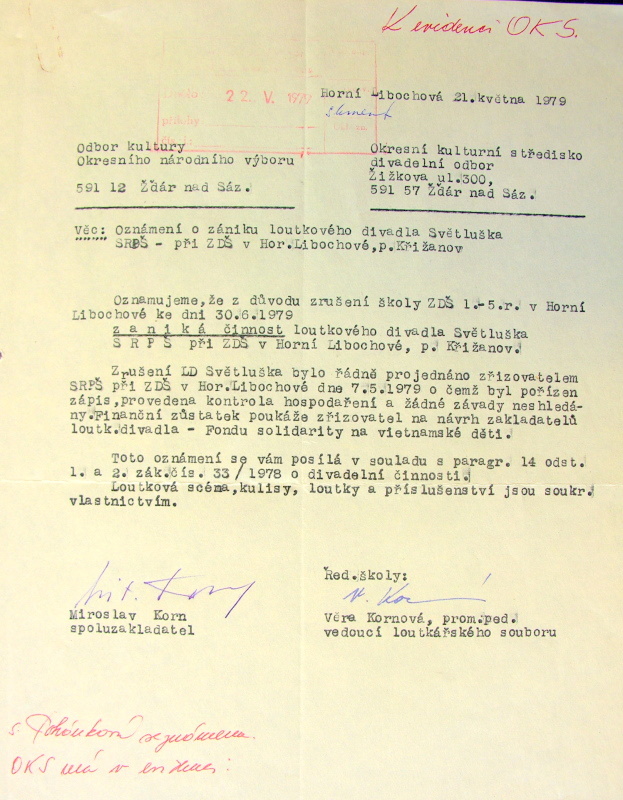 K evidenci OKS.
Došlo: 22. V. 1979
přílohy
Horní Libochová 21.května 1979
Odbor kultury
Okresního národního výboru
591 12 Žďár nad Sáz.
Okresní kulturní středisko
divadelní odbor
Žižkova ul.300,
591 57 Žďár nad Sáz.
Věc: Oznámení o zániku loutkového divadla Světluška
SRPŠ - při ZDŠ v Hor.Libochové,p.Křižanov
Oznamujeme,že z důvodu zrušení školy ZDŠ 1.-5.r. v Horní
Libochové ke dni 30.6.1979
z a n i k á činnost loutkového divadla Světluška
S R P Š při ZDŠ v Horní Libochové, p. Křižanov.
Zrušení LD Světluška bylo řádně projednáno zřizovatelem
SRPŠ při ZDŠ v Hor.Libochové dne 7.5.1979 o čemž byl pořízen
zápis,provedena kontrola hospodaření a žádné závady neshledá-
ny.Finanční zůstatek poukáže zřizovatel na návrh zakladatelů
loutk.divadla - Fondu solidarity na vietnamské děti.
Toto oznámení se vám posílá v souladu s paragr. 14 odst.
1. a 2. zák.čís. 33/1978 o divadelní činnosti.
Loutková scéma,kulisy, loutky a příslušenství jsou soukr.
vlastnictvím.
Miroslav Korn
spoluzakladatel
Řed.školy:
Věra Kornová, prom.ped.
vedoucí loutkářského souboru
s. seznámena.
OKS má v evidenci.